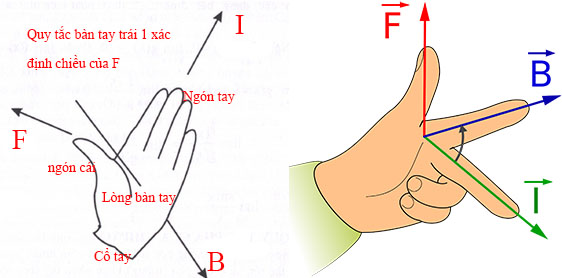 Quy tắc bàn tay trái 1 xác
định chiều của F
I
Ngón tay
F
ngón cái
Lòng bàn tay
Cổ tay
B
F
B
I